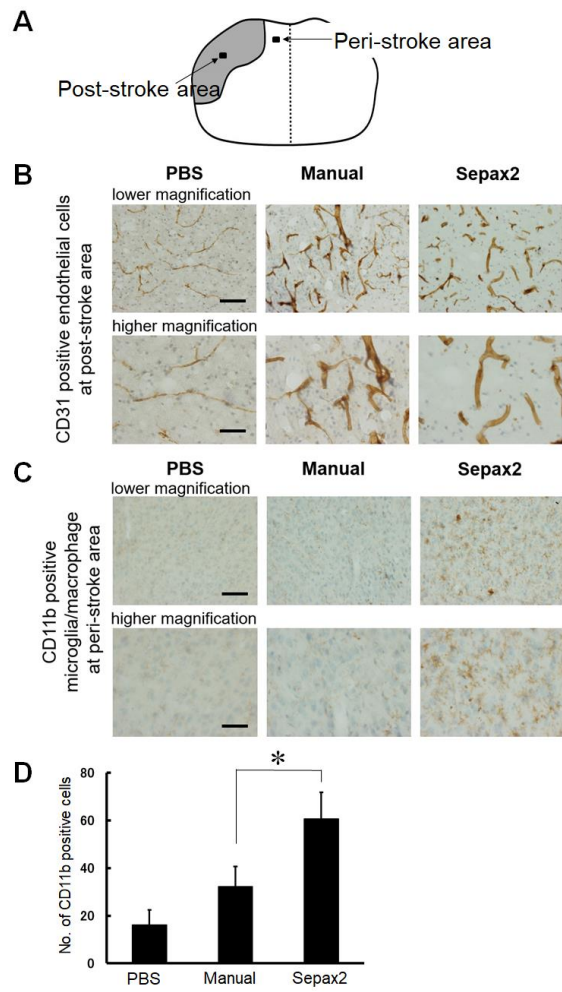 A
Peri-stroke area
Post-stroke area
B
PBS Manual Sepax2
lower magnification
higher magnification
CD31 positive endothelial cells
at post-stroke area
C
PBS Manual Sepax2
lower magnification
higher magnification
CD11b positive
microglia/macrophage
at peri-stroke area
D
80
60
40
20
0
No. of CD11b positive cells
*
PBS Manual Sepax2